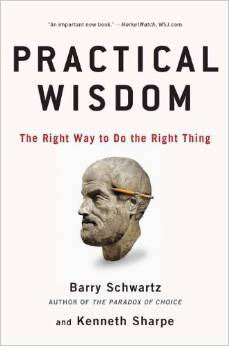 "An important new book." —MarketWatch, WSJ.com
PRACTICAL
WISDOM
The Right Way to Do the Right Thing
Barry Schwartz
AUTHOR OF THE PARADOX OF CHOICE
and Kenneth Sharpe